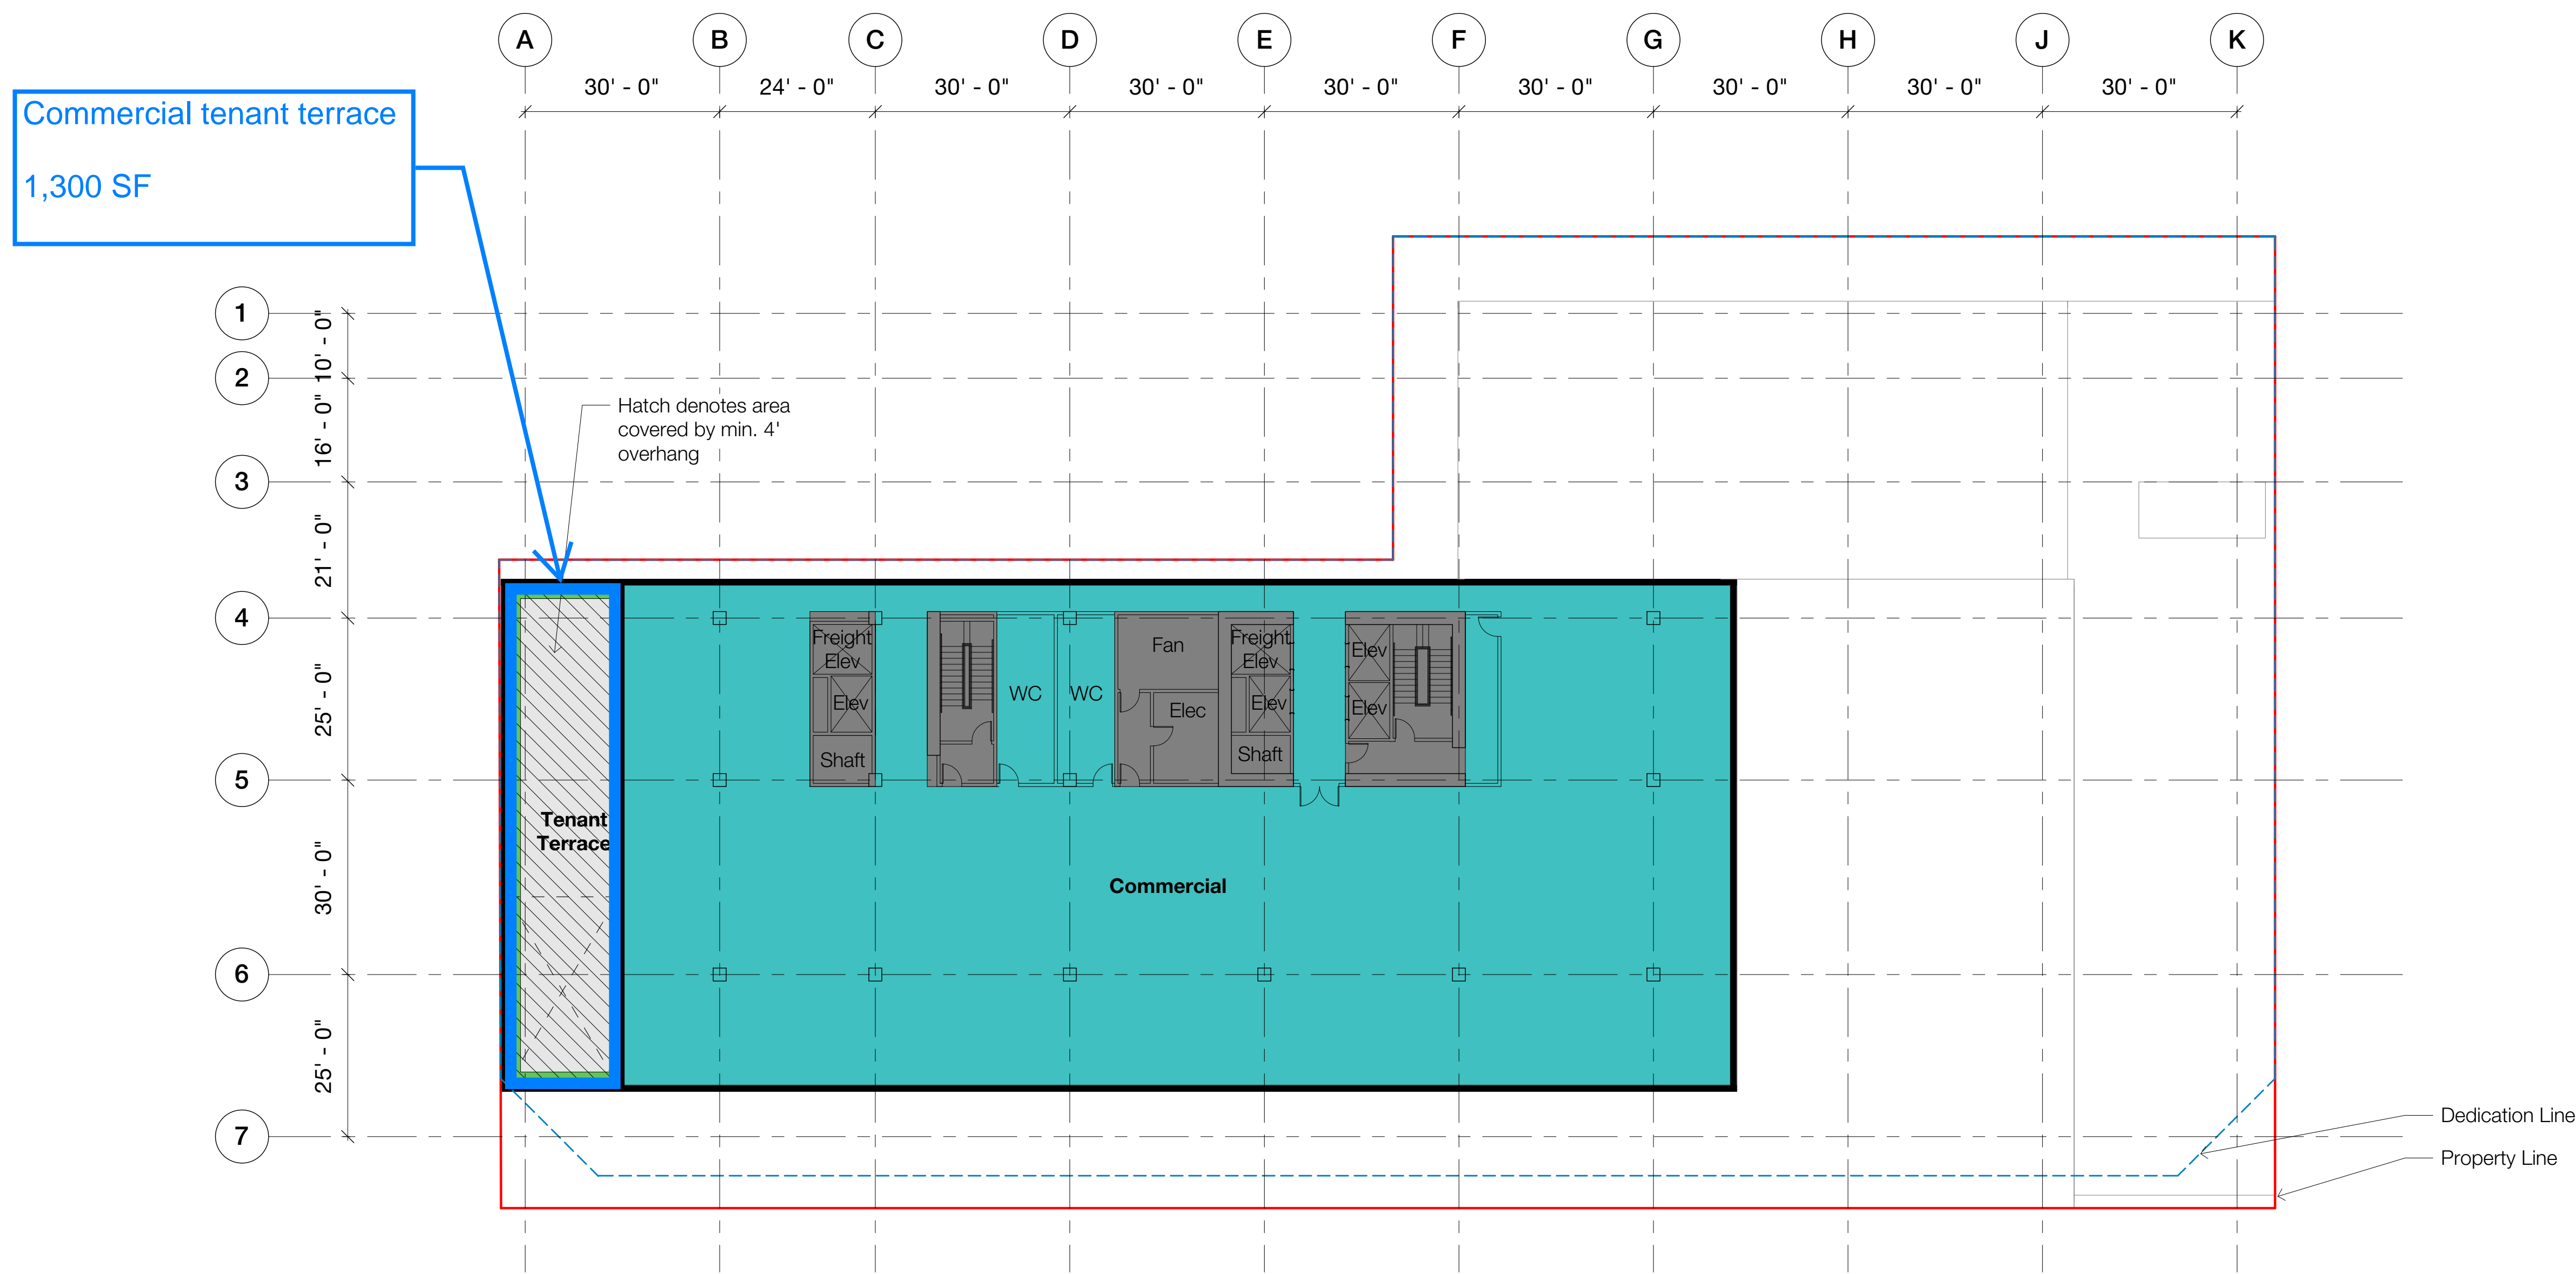 A
B
C
D
E
F
G
H
J
K
30' - 0"
24' - 0"
30' - 0"
30' - 0"
30' - 0"
30' - 0"
30' - 0"
30' - 0"
30' - 0"
Commercial tenant terrace
1,300 SF
1
2
3
4
5
6
7
10' - 0"
16' - 0"
21' - 0"
25' - 0"
30' - 0"
25' - 0"
Hatch denotes area
covered by min. 4'
overhang
Freight
Elev
Elev
Shaft
WC
WC
Fan
Elec
Freight
Elev
Elev
Shaft
Elev
Elev
Tenant
Terrace
Commercial
Dedication Line
Property Line